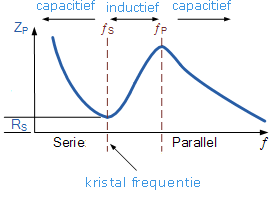 capacitief inductief capacitief
Z_P f_S f_P
R_S
Serie Parallel f
kristal frequentie